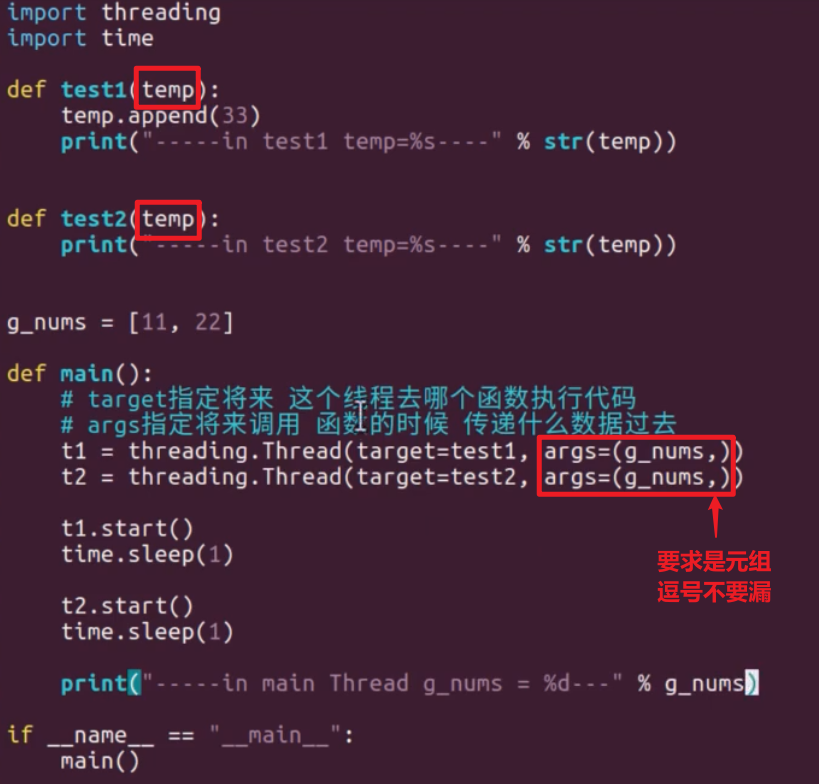 import threading
import time
def test1(temp):
    temp.append(33)
    print("-----in test1 temp=%s----" % str(temp))
def test2(temp):
    print("-----in test2 temp=%s----" % str(temp))
g_nums = [11, 22]
def main():
    # target指定将来 这个线程去哪个函数执行代码
    # args指定将来调用 函数的时候 传递什么数据过去
    t1 = threading.Thread(target=test1, args=(g_nums,))
    t2 = threading.Thread(target=test2, args=(g_nums,))
    t1.start()
    time.sleep(1)
要求是元组
逗号不要漏
    t2.start()
    time.sleep(1)
    print("-----in main Thread g_nums = %d---" % g_nums)
if __name__ == "__main__":
    main()